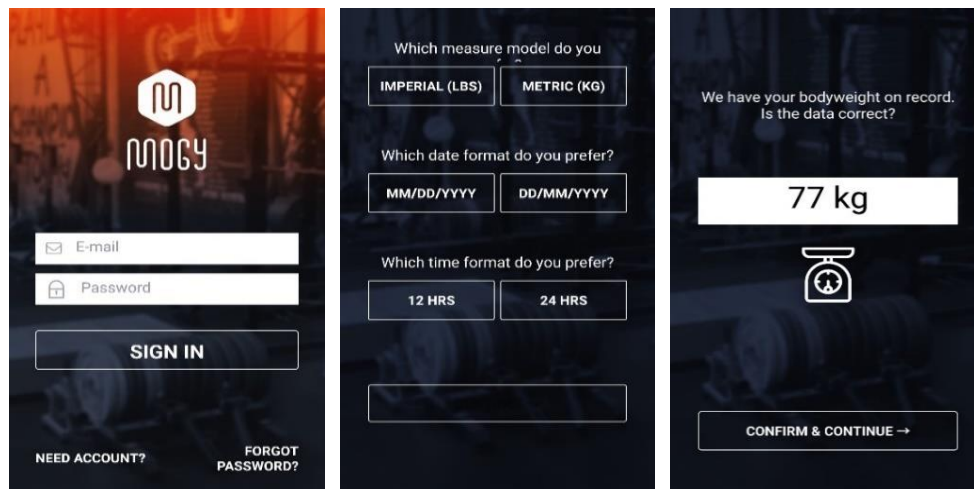 MOGY
E-mail
Password
SIGN IN
NEED ACCOUNT?
FORGOT
PASSWORD?
Which measure model do you
IMPERIAL (LBS)
METRIC (KG)
Which date format do you prefer?
MM/DD/YYYY
DD/MM/YYYY
Which time format do you prefer?
12 HRS
24 HRS
We have your bodyweight on record.
Is the data correct?
77 kg
CONFIRM & CONTINUE →